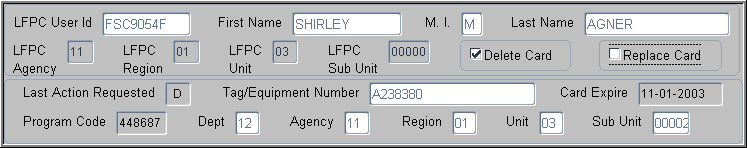 LFPC User Id FSC9054F First Name SHIRLEY M. I. M Last Name AGNER
LFPC Agency 11 LFPC Region 01 LFPC Unit 03 LFPC Sub Unit 00000 Delete Card Replace Card
Last Action Requested D Tag/Equipment Number A238380 Card Expire 11-01-2003
Program Code 448687 Dept 12 Agency 11 Region 01 Unit 03 Sub Unit 00002